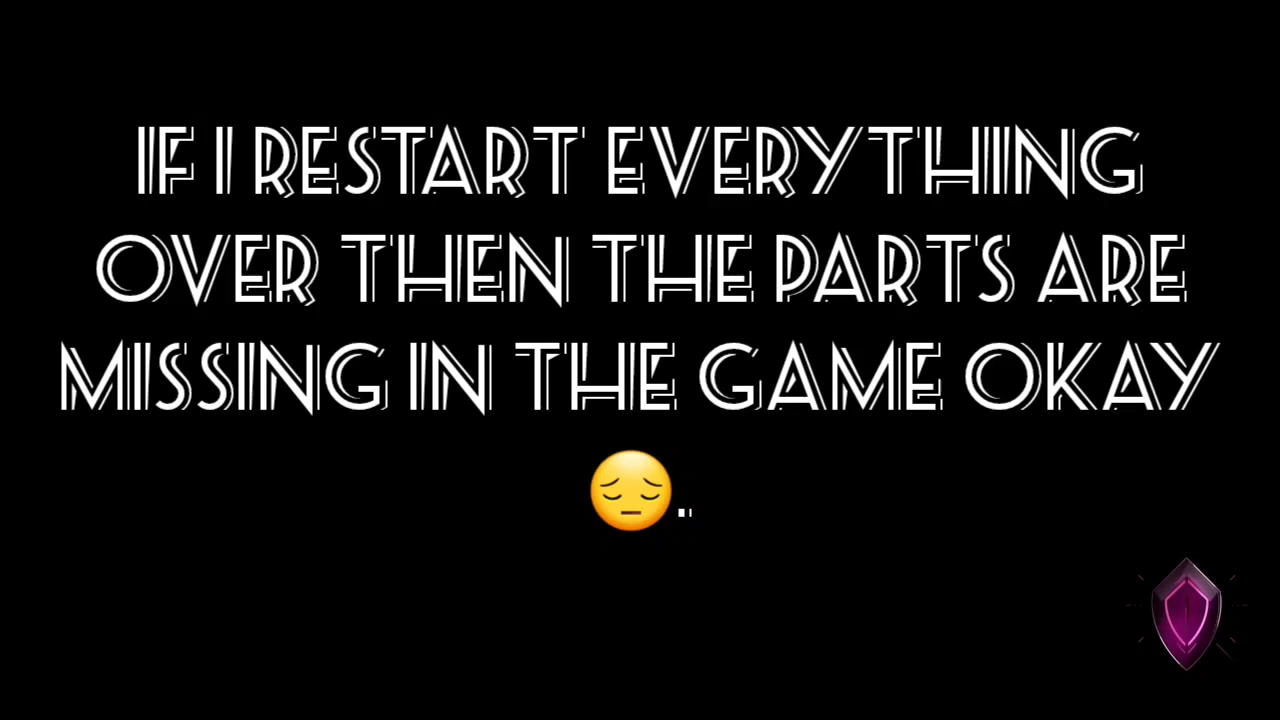 IF I RESTART EVERYTHING
OVER THEN THE PARTS ARE
MISSING IN THE GAME OKAY
😔..